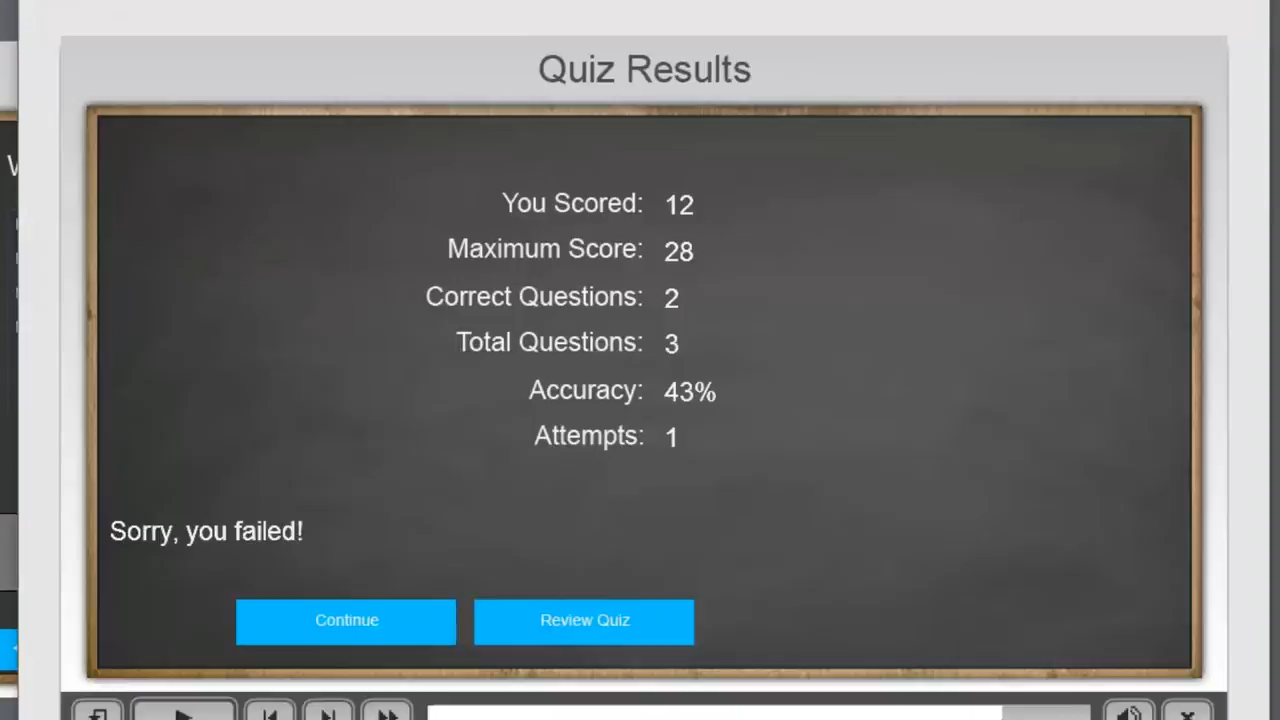 Quiz Results
You Scored: 12
Maximum Score: 28
Correct Questions: 2
Total Questions: 3
Accuracy: 43%
Attempts: 1
Sorry, you failed!
Continue
Review Quiz